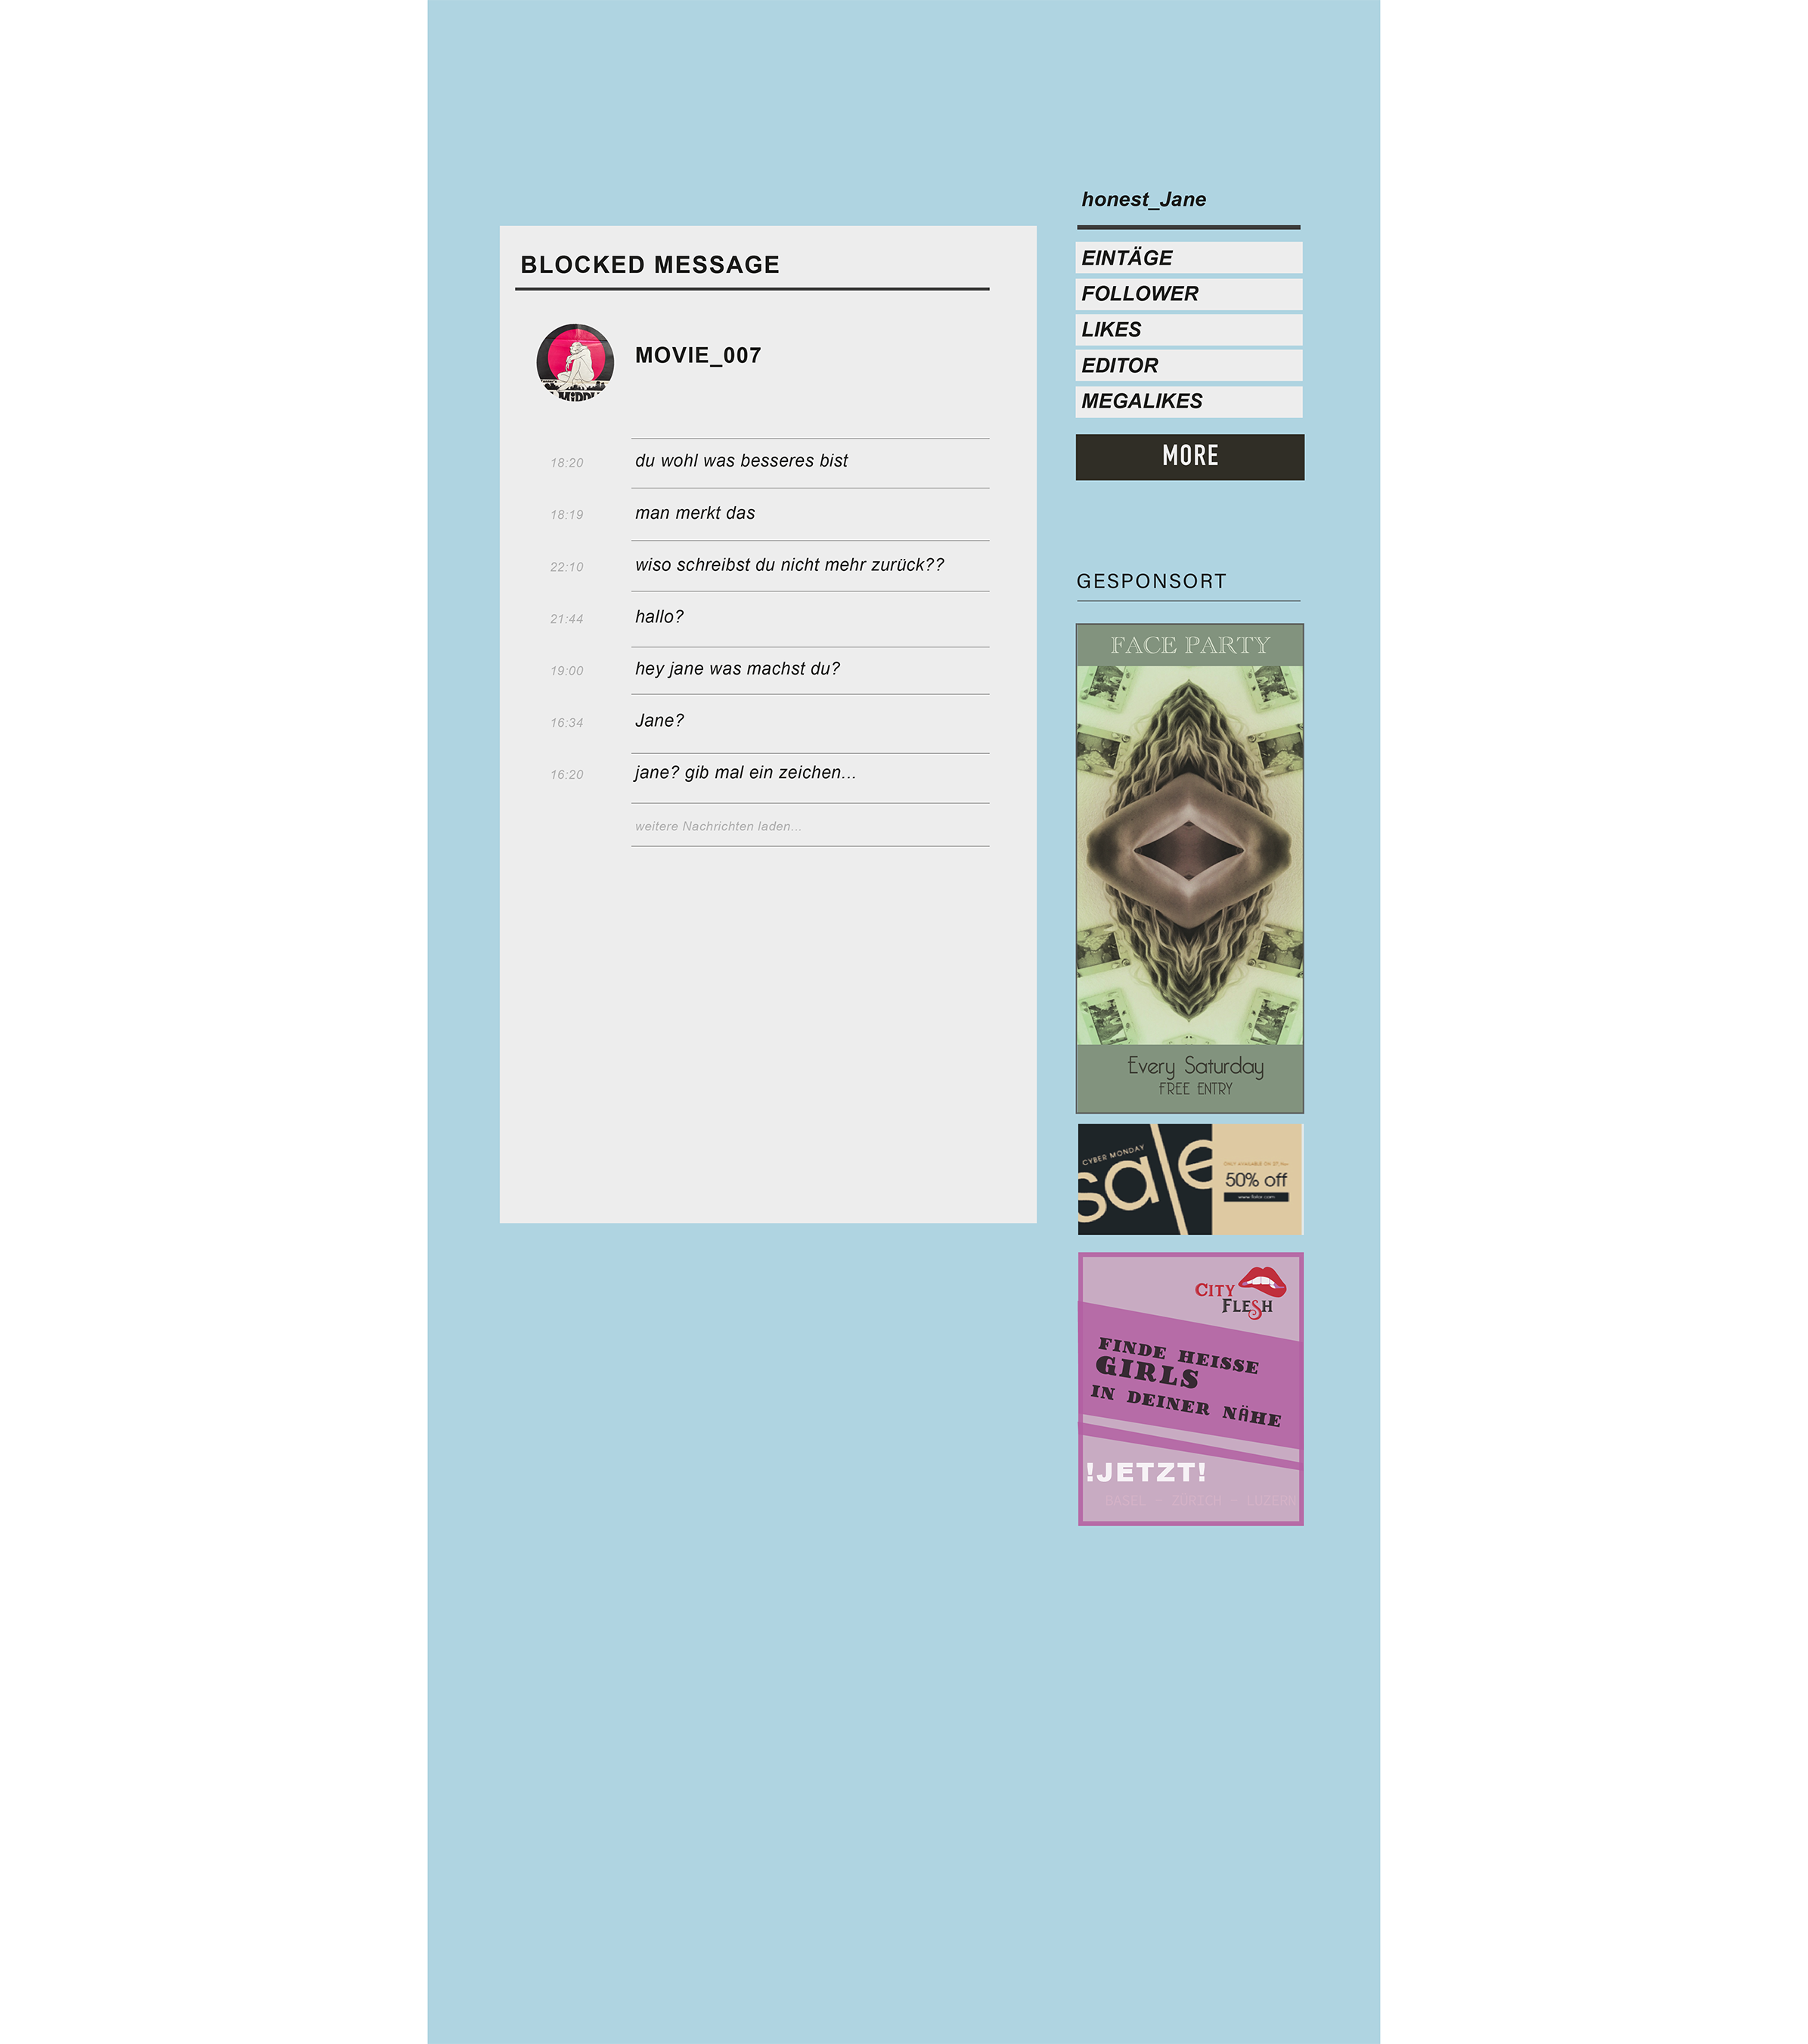 honest_Jane
EINTÄGE
FOLLOWER
LIKES
EDITOR
MEGALIKES
MORE
BLOCKED MESSAGE
MOVIE_007
18:20 du wohl was besseres bist
18:19 man merkt das
22:10 wiso schreibst du nicht mehr zurück??
21:44 hallo?
19:00 hey jane was machst du?
16:34 Jane?
16:20 jane? gib mal ein zeichen...
weitere Nachrichten laden...
GESPONSORT
FACE PARTY
Every Saturday
FREE ENTRY
CYBER MONDAY
sale
50% off
CITY
FLESH
FINDE HEISSE
GIRLS
IN DEINER NÄHE
!JETZT!
BASEL - ZÜRICH - LUZERN